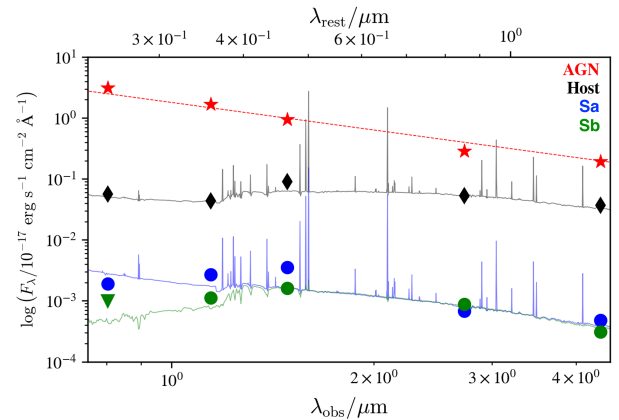 λrest/μm
3 × 10⁻¹ 4 × 10⁻¹ 6 × 10⁻¹ 10⁰
10¹
10⁰
10⁻¹
10⁻²
10⁻³
10⁻⁴
log (Fλ/10⁻¹⁷ erg s⁻¹ cm⁻² Å⁻¹)
AGN
Host
Sa
Sb
10⁰ 2 × 10⁰ 3 × 10⁰ 4 × 10⁰
λobs/μm